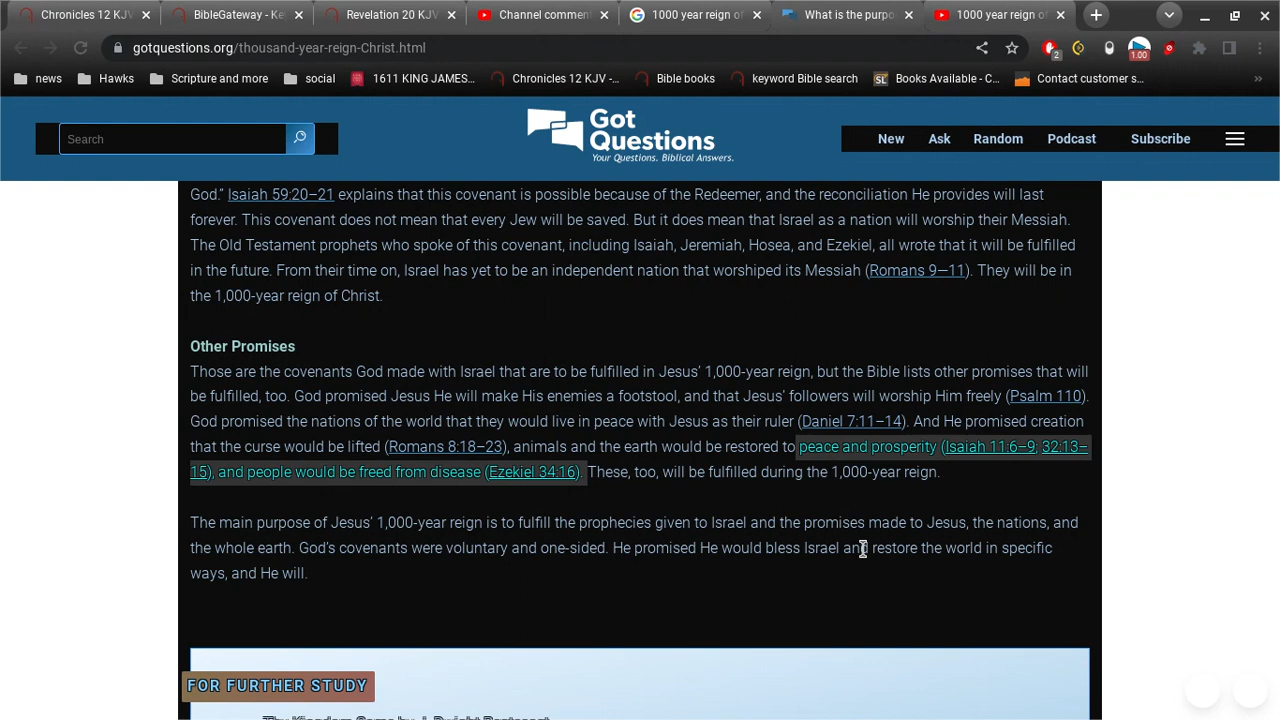 Chronicles 12 KJV
BibleGateway - Ke
Revelation 20 KJV
Channel comment
1000 year reign of
What is the purpo
1000 year reign of
gotquestions.org/thousand-year-reign-Christ.html
2
1.00
news
Hawks
Scripture and more
social
1611 KING JAMES...
Chronicles 12 KJV -...
Bible books
keyword Bible search
SL
Books Available - C...
Contact customer s...
»
Search
Got
Questions
Your Questions. Biblical Answers.
New
Ask
Random
Podcast
Subscribe
God.” Isaiah 59:20–21 explains that this covenant is possible because of the Redeemer, and the reconciliation He provides will last
forever. This covenant does not mean that every Jew will be saved. But it does mean that Israel as a nation will worship their Messiah.
The Old Testament prophets who spoke of this covenant, including Isaiah, Jeremiah, Hosea, and Ezekiel, all wrote that it will be fulfilled
in the future. From their time on, Israel has yet to be an independent nation that worshiped its Messiah (Romans 9—11). They will be in
the 1,000-year reign of Christ.
Other Promises
Those are the covenants God made with Israel that are to be fulfilled in Jesus’ 1,000-year reign, but the Bible lists other promises that will
be fulfilled, too. God promised Jesus He will make His enemies a footstool, and that Jesus’ followers will worship Him freely (Psalm 110).
God promised the nations of the world that they would live in peace with Jesus as their ruler (Daniel 7:11–14). And He promised creation
that the curse would be lifted (Romans 8:18–23), animals and the earth would be restored to peace and prosperity (Isaiah 11:6–9; 32:13–
15), and people would be freed from disease (Ezekiel 34:16). These, too, will be fulfilled during the 1,000-year reign.
The main purpose of Jesus’ 1,000-year reign is to fulfill the prophecies given to Israel and the promises made to Jesus, the nations, and
the whole earth. God’s covenants were voluntary and one-sided. He promised He would bless Israel and restore the world in specific
ways, and He will.
FOR FURTHER STUDY
Thy Kingdom Come by J. Dwight Pentecost